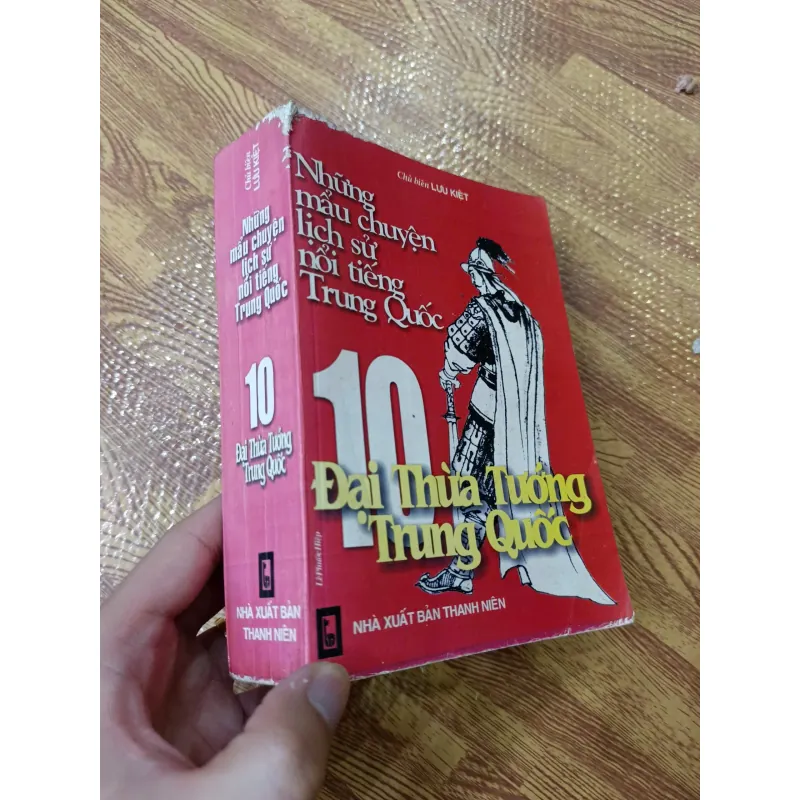 Chủ biên
LƯU KIỆT
Những
mẩu chuyện
lịch sử
nổi tiếng
Trung Quốc
10
Đại Thừa Tướng
Trung Quốc
NHÀ XUẤT BẢN
THANH NIÊN
Chủ biên LƯU KIỆT
Những
mẩu chuyện
lịch sử
nổi tiếng
Trung Quốc
10
Đại Thừa Tướng
Trung Quốc
NHÀ XUẤT BẢN THANH NIÊN